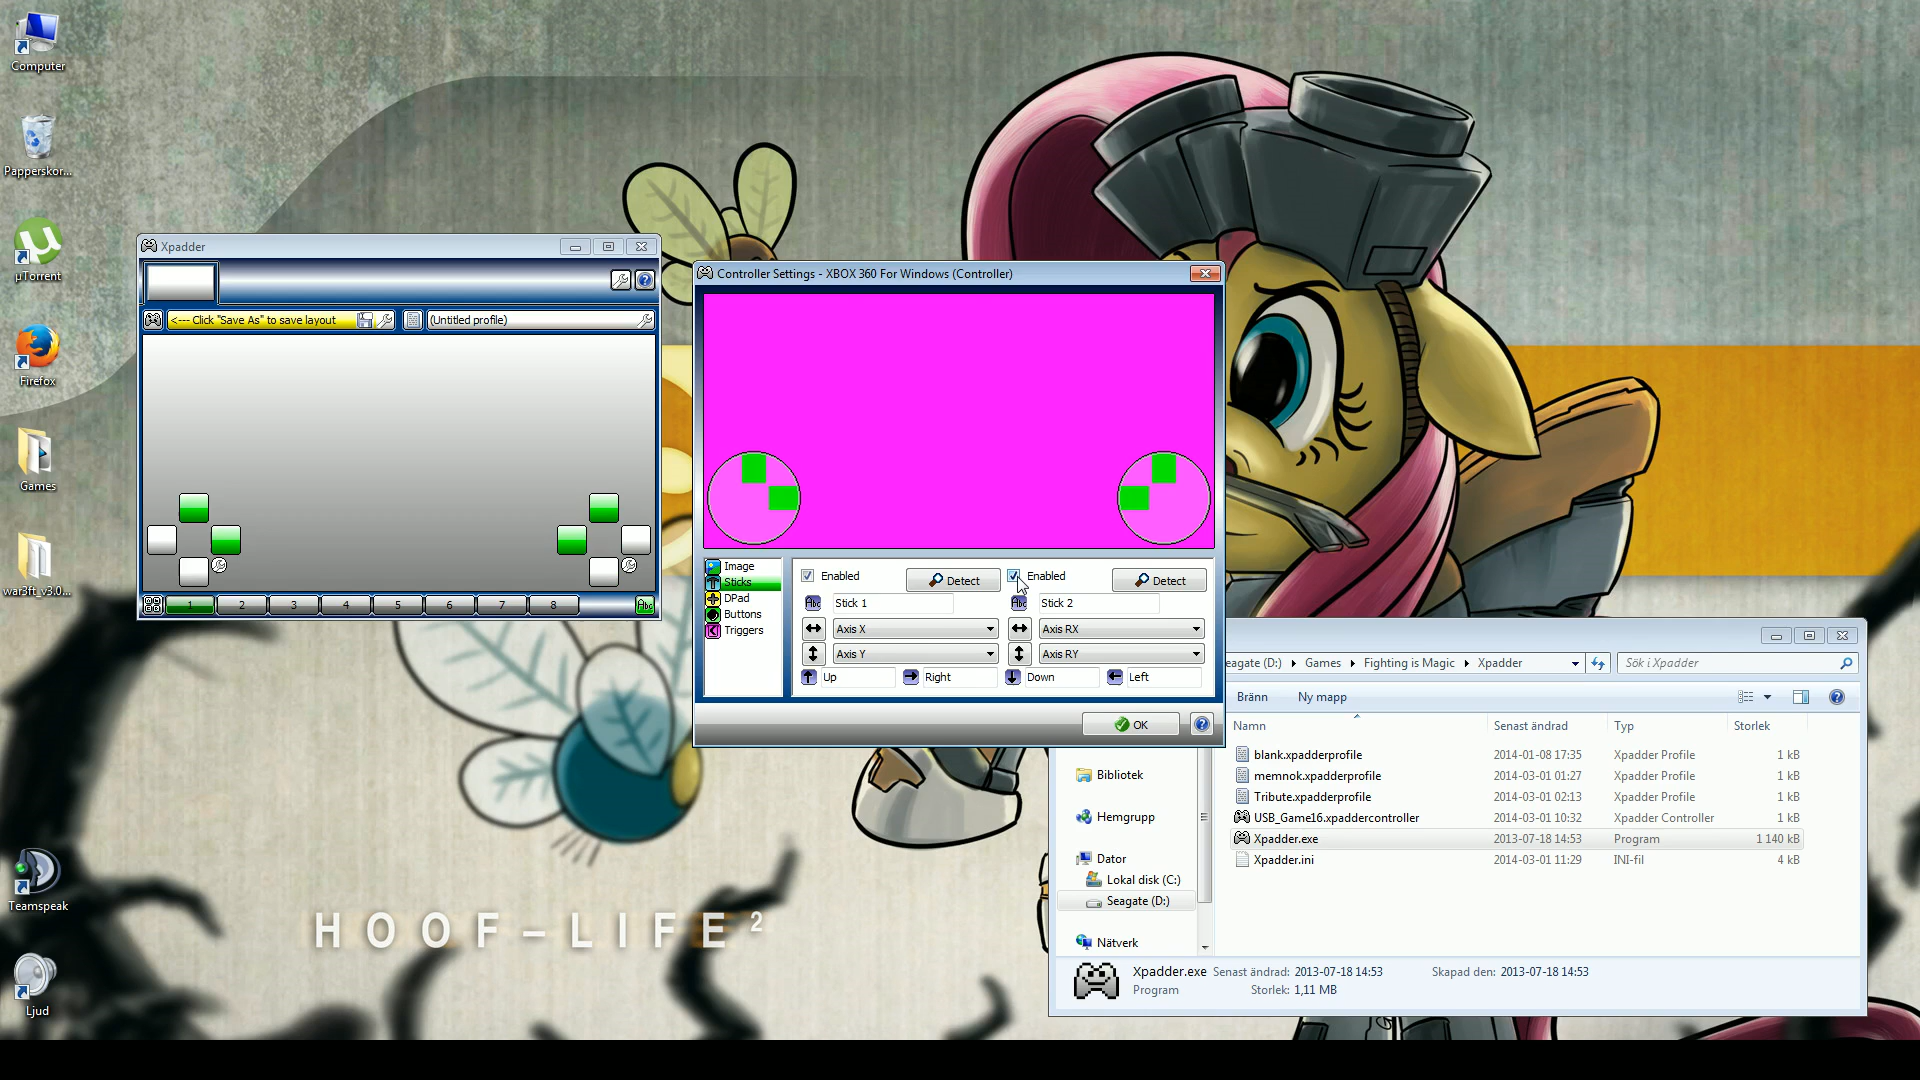 Computer
Papperskor...
µTorrent
Firefox
Games
war3ft_v3.0...
Teamspeak
Ljud
Xpadder
<--- Click "Save As" to save layout
(Untitled profile)
1 2 3 4 5 6 7 8
Abc
Controller Settings - XBOX 360 For Windows (Controller)
Image
Sticks
DPad
Buttons
Triggers
Enabled Detect Enabled Detect
Abc Stick 1 Abc Stick 2
Axis X Axis RX
Axis Y Axis RY
Up Right Down Left
OK
eagate (D:) Games Fighting is Magic Xpadder Sök i Xpadder
Bränn Ny mapp
Namn Senast ändrad Typ Storlek
blank.xpadderprofile 2014-01-08 17:35 Xpadder Profile 1 kB
memnok.xpadderprofile 2014-03-01 01:27 Xpadder Profile 1 kB
Tribute.xpadderprofile 2014-03-01 02:13 Xpadder Profile 1 kB
USB_Game16.xpaddercontroller 2014-03-01 10:32 Xpadder Controller 1 kB
Xpadder.exe 2013-07-18 14:53 Program 1 140 kB
Xpadder.ini 2014-03-01 11:29 INI-fil 4 kB
Bibliotek
Hemgrupp
Dator
Lokal disk (C:)
Seagate (D:)
Nätverk
Xpadder.exe Senast ändrad: 2013-07-18 14:53 Skapad den: 2013-07-18 14:53
Program Storlek: 1,11 MB
HOOF-LIFE²